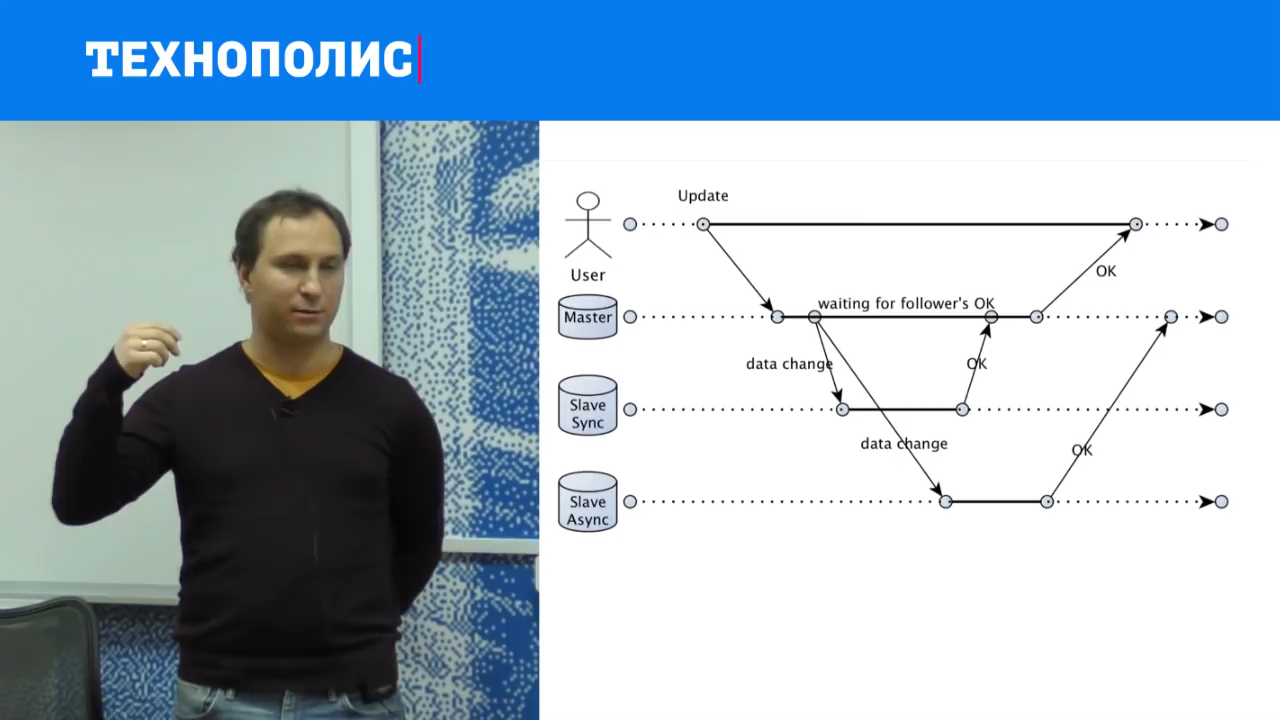 ТЕХНОПОЛИС
Update
User
OK
waiting for follower's OK
Master
data change
OK
Slave
Sync
data change
OK
Slave
Async